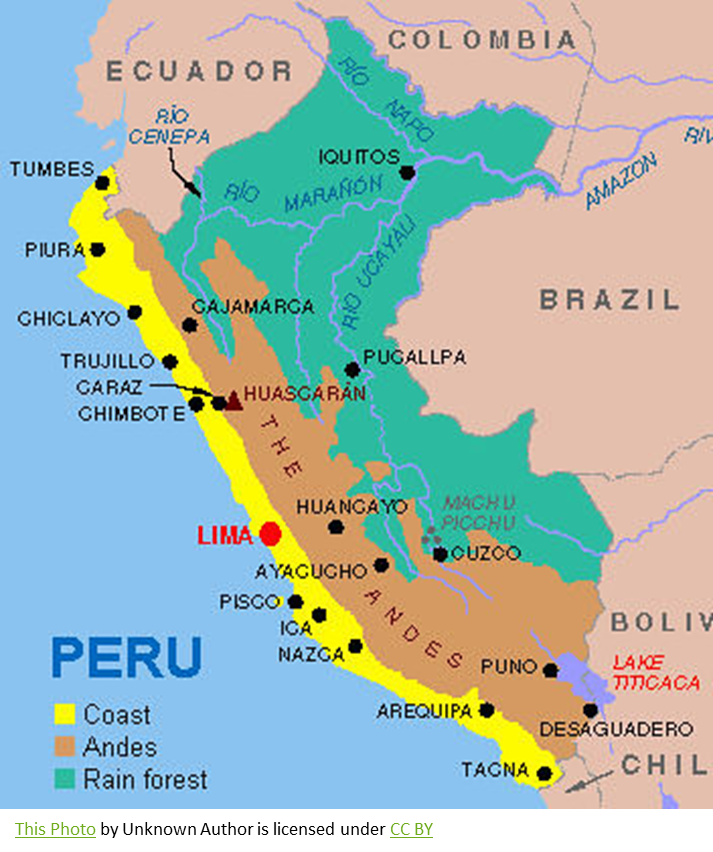 COLOMBIA
ECUADOR
RÍO
NAPO
RÍO
CENEPA
IQUITOS
TUMBES
RÍO
MARAÑÓN
AMAZON
RIV
PIURA
RÍO UCAYALI
BRAZIL
CAJAMARCA
CHICLAYO
TRUJILLO
PUCALLPA
CARAZ
HUASCARÁN
CHIMBOTE
THE
HUANCAYO
MACHU
PICCHU
LIMA
CUZCO
AYACUCHO
PISCO
ANDES
ICA
BOLIV
NAZCA
PERU
PUNO
LAKE
TITICACA
Coast
AREQUIPA
DESAGUADERO
Andes
TACNA
CHIL
Rain forest
This Photo by Unknown Author is licensed under CC BY